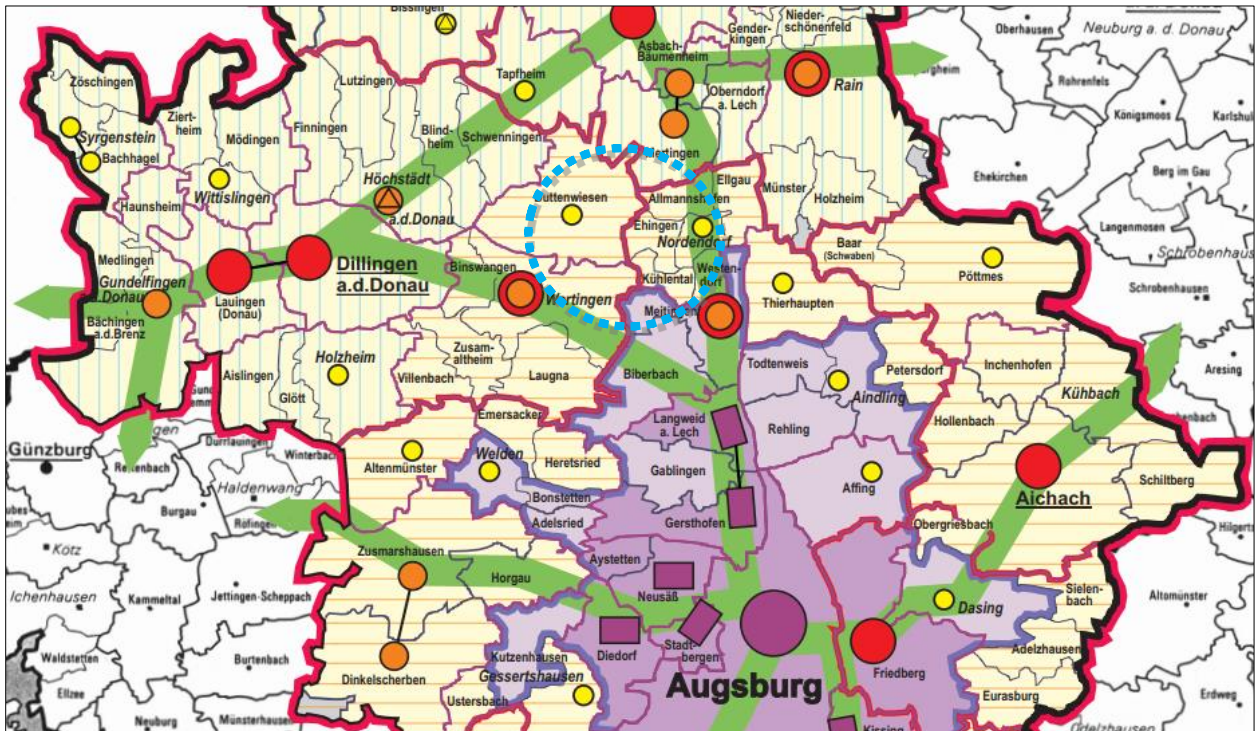 Bissingen
Nieder-
schönenfeld
Gender-
kingen
Asbach-
Bäumenheim
Oberhausen
Neuburg a. d. Donau
Rohrenfels
Zöschingen
Lutzingen
Tapfheim
Oberndorf
a. Lech
Rain
Königsmoos
Ziert-
heim
Mödingen
Finningen
Blind-
heim
Schwenningen
Syrgenstein
Bachhagel
Wittislingen
Höchstädt
a.d.Donau
Ellgau
Münster
Holzheim
Ehekirchen
Berg im Gau
Haunsheim
Allmannshofen
Ehingen
Nordendorf
Langenmosen
Schrobenhaus
Medlingen
Gundelfingen
Dillingen
a.d.Donau
Binswangen
Wertingen
Kühlental
Westen-
dorf
Baar
(Schwaben)
Pöttmes
Thierhaupten
Schrobenhausen
Lauingen
(Donau)
Bächingen
a.d.Brenz
Meitingen
Holzheim
Zusam-
altheim
Villenbach
Laugna
Biberbach
Todtenweis
Petersdorf
Inchenhofen
Kühbach
Aresing
Aislingen
Glött
Emersacker
Langweid
a. Lech
Aindling
Rehling
Hollenbach
Günzburg
Altenmünster
Welden
Heretsried
Gablingen
Affing
Aichach
Schiltberg
Haldenwang
Burgau
Bonstetten
Adelsried
Gersthofen
Obergriesbach
Kötz
Zusmarshausen
Horgau
Aystetten
Neusäß
Dasing
Sielen-
bach
Ichenhausen
Kammeltal
Jettingen-Scheppach
Altomünster
Waldstetten
Burtenbach
Dinkelscherben
Kutzenhausen
Gessertshausen
Diedorf
Stadt-
bergen
Friedberg
Adelzhausen
Ellzee
Ustersbach
Augsburg
Eurasburg
Erdweg
Neuburg
Münsterhausen
Kissing